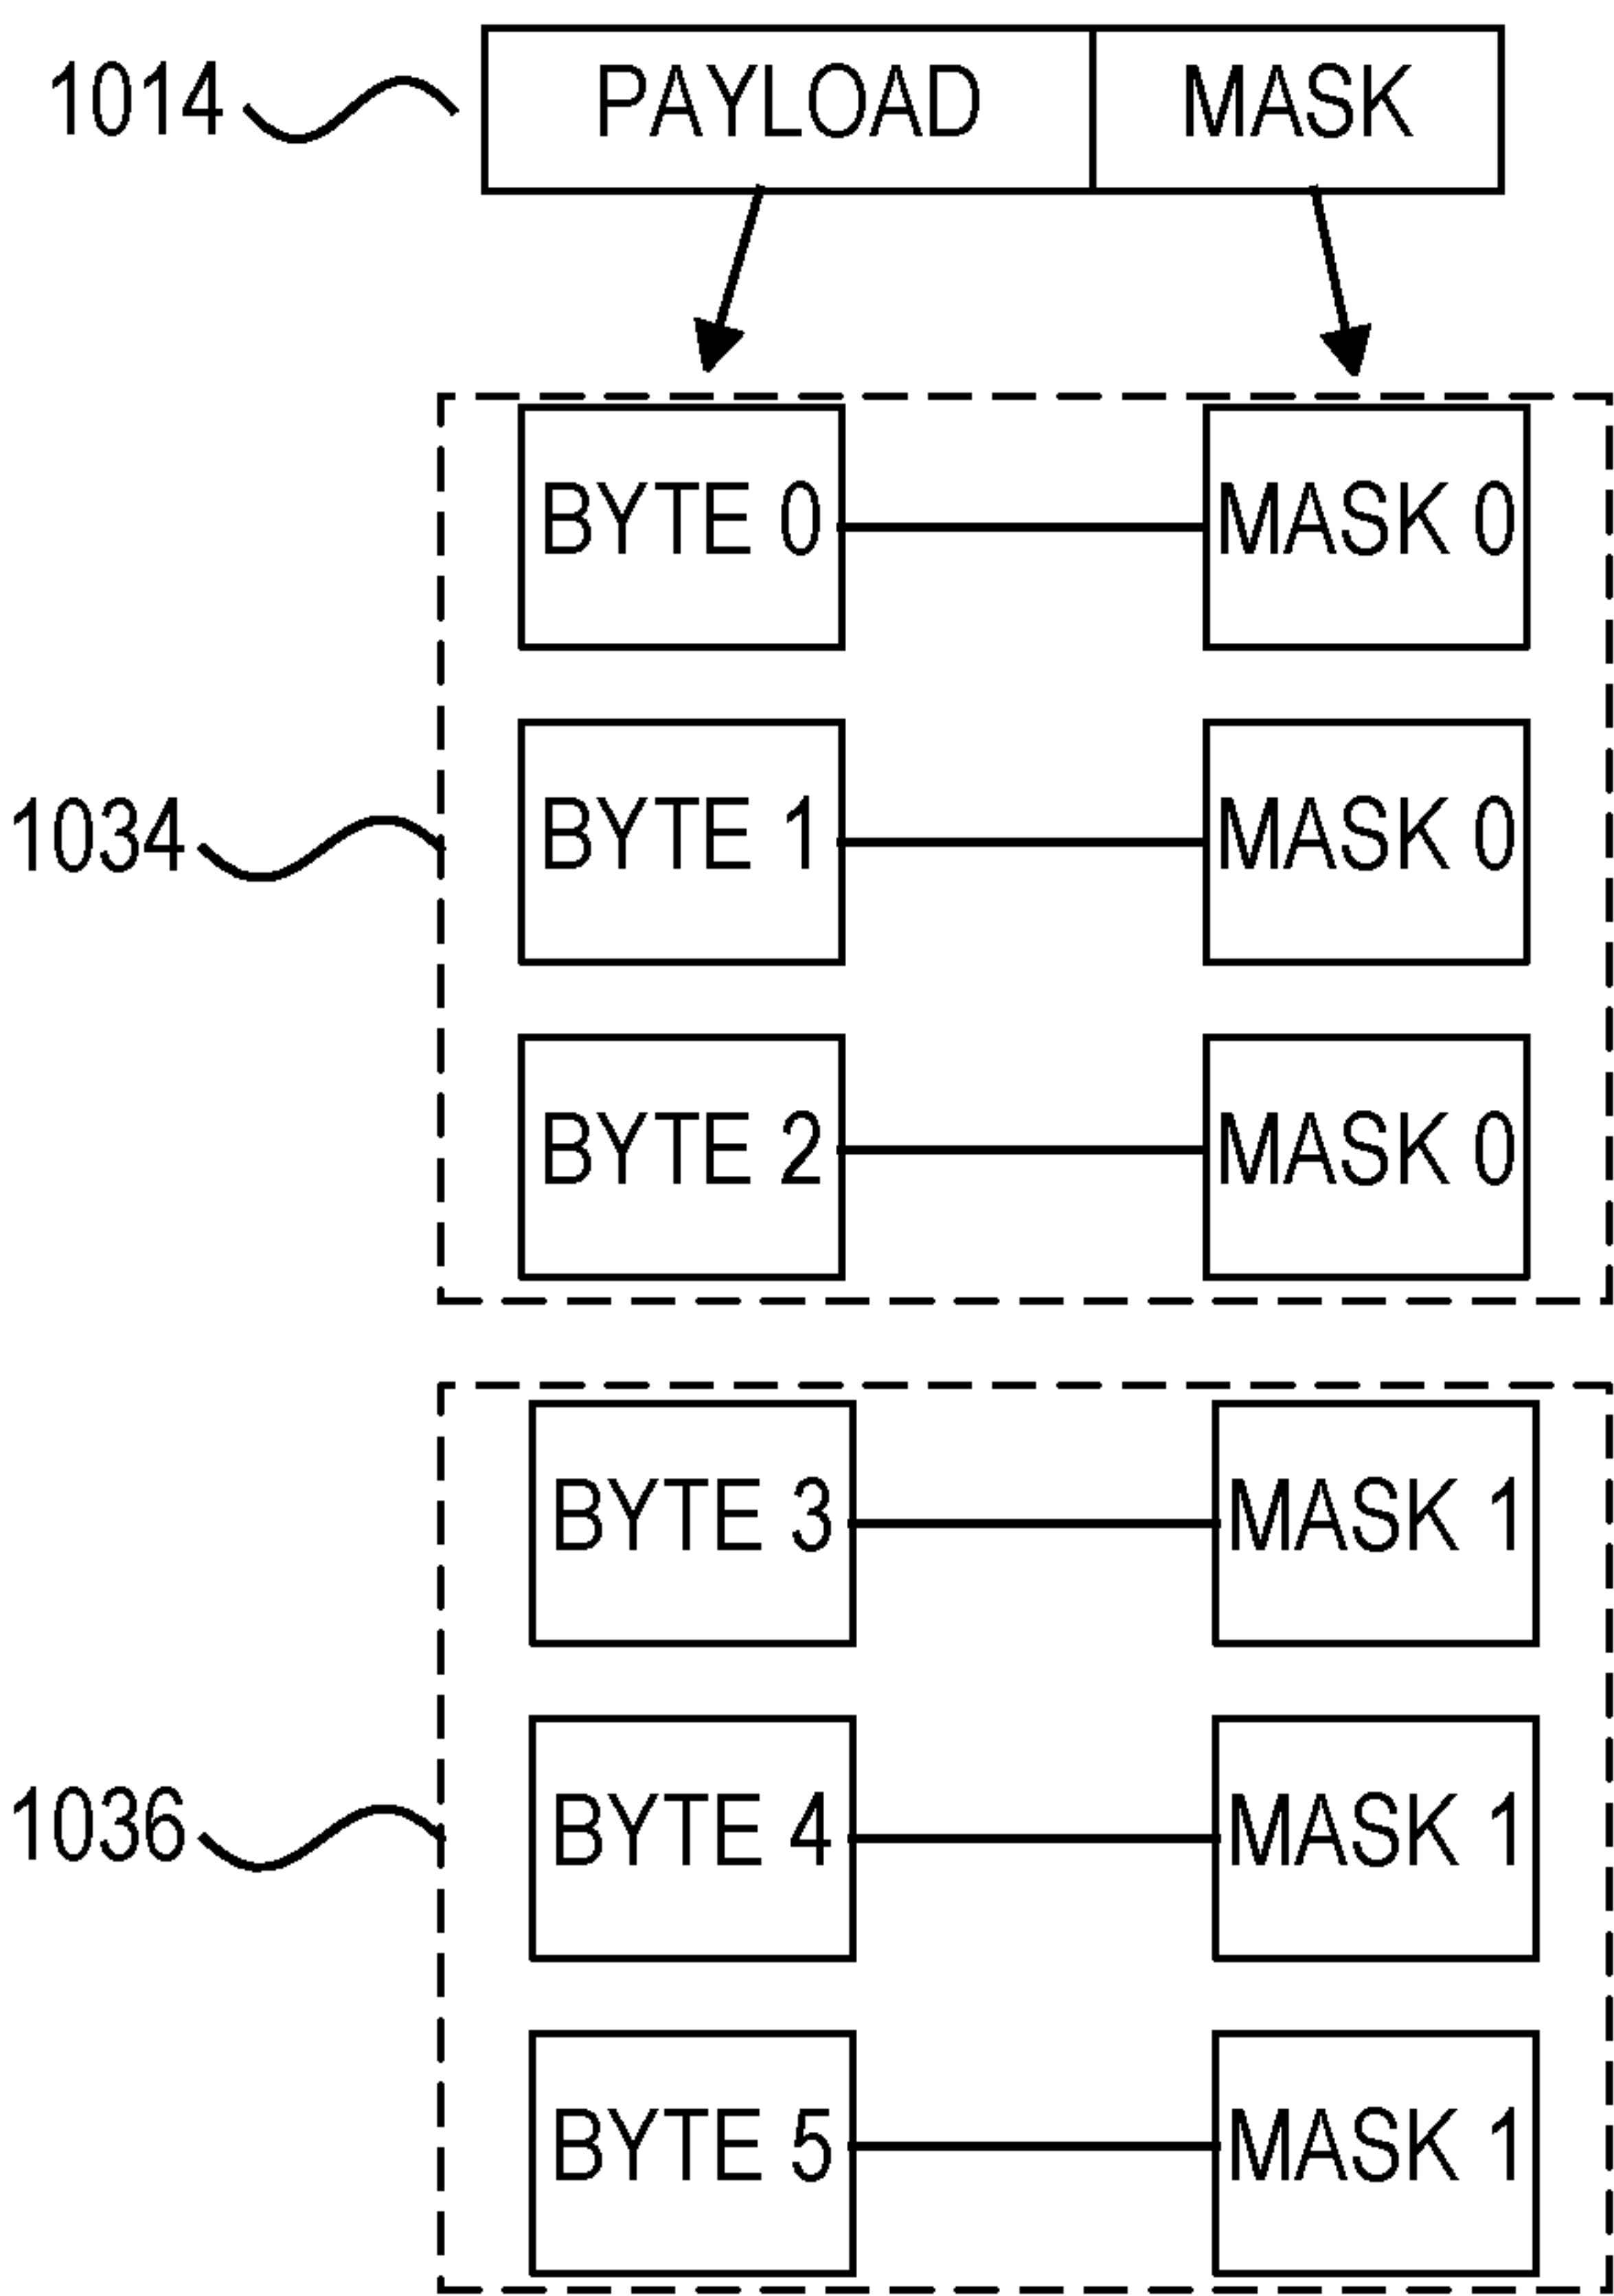 1014 PAYLOAD MASK
BYTE 0 MASK 0
1034 BYTE 1 MASK 0
BYTE 2 MASK 0
BYTE 3 MASK 1
1036 BYTE 4 MASK 1
BYTE 5 MASK 1